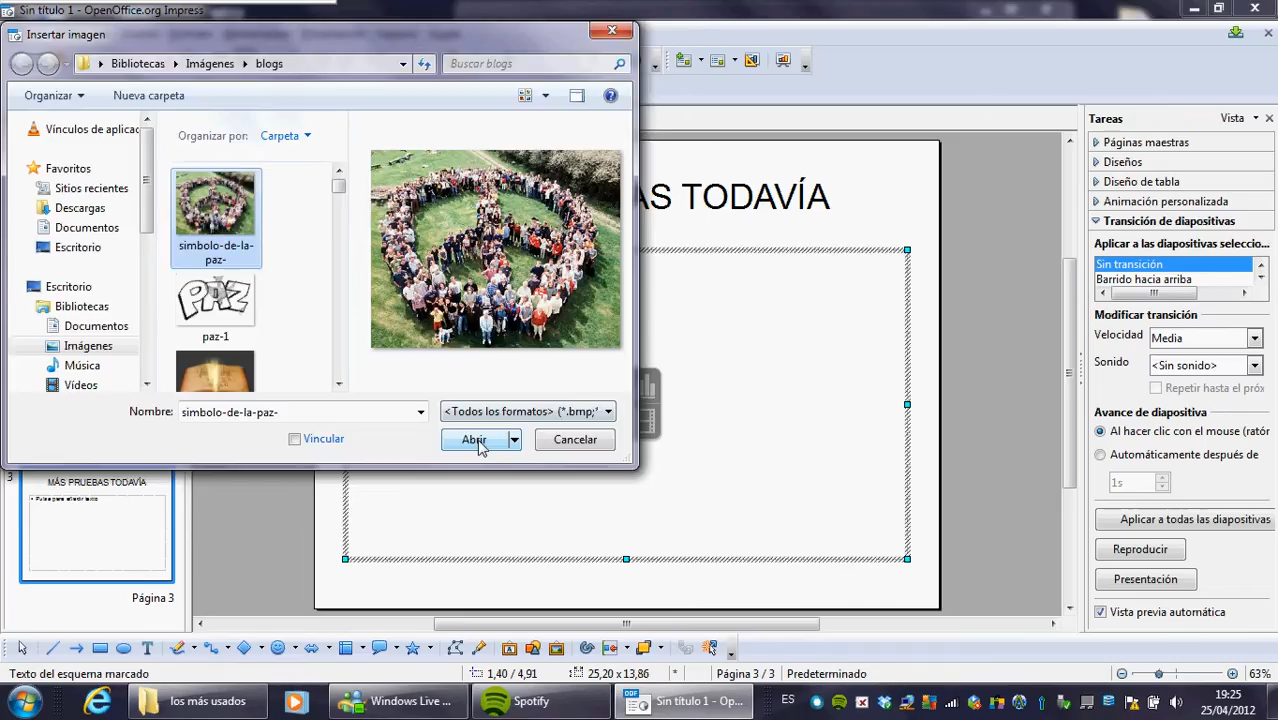 Sin título 1 - OpenOffice.org Impress
Insertar imagen
Bibliotecas
Imágenes
blogs
Buscar blogs
Organizar
Nueva carpeta
Vínculos de aplicac
Favoritos
Sitios recientes
Descargas
Documentos
Escritorio
Escritorio
Bibliotecas
Documentos
Imágenes
Música
Vídeos
Organizar por:
Carpeta
simbolo-de-la-
paz-
PAZ
paz-1
Nombre:
simbolo-de-la-paz-
<Todos los formatos> (*.bmp;*
Vincular
Abrir
Cancelar
AS TODAVÍA
3
MÁS PRUEBAS TODAVÍA
• Pulse para añadir texto
Página 3
Tareas
Vista
Páginas maestras
Diseños
Diseño de tabla
Animación personalizada
Transición de diapositivas
Aplicar a las diapositivas seleccio...
Sin transición
Barrido hacia arriba
Modificar transición
Velocidad
Media
Sonido
<Sin sonido>
Repetir hasta el próx
Avance de diapositiva
Al hacer clic con el mouse (ratór
Automáticamente después de
1s
Aplicar a todas las diapositivas
Reproducir
Presentación
Vista previa automática
Texto del esquema marcado
1,40 / 4,91
25,20 x 13,86
*
Página 3 / 3
Predeterminado
63%
los más usados
Windows Live ...
Spotify
ODF
Sin título 1 - Op...
ES
19:25
25/04/2012